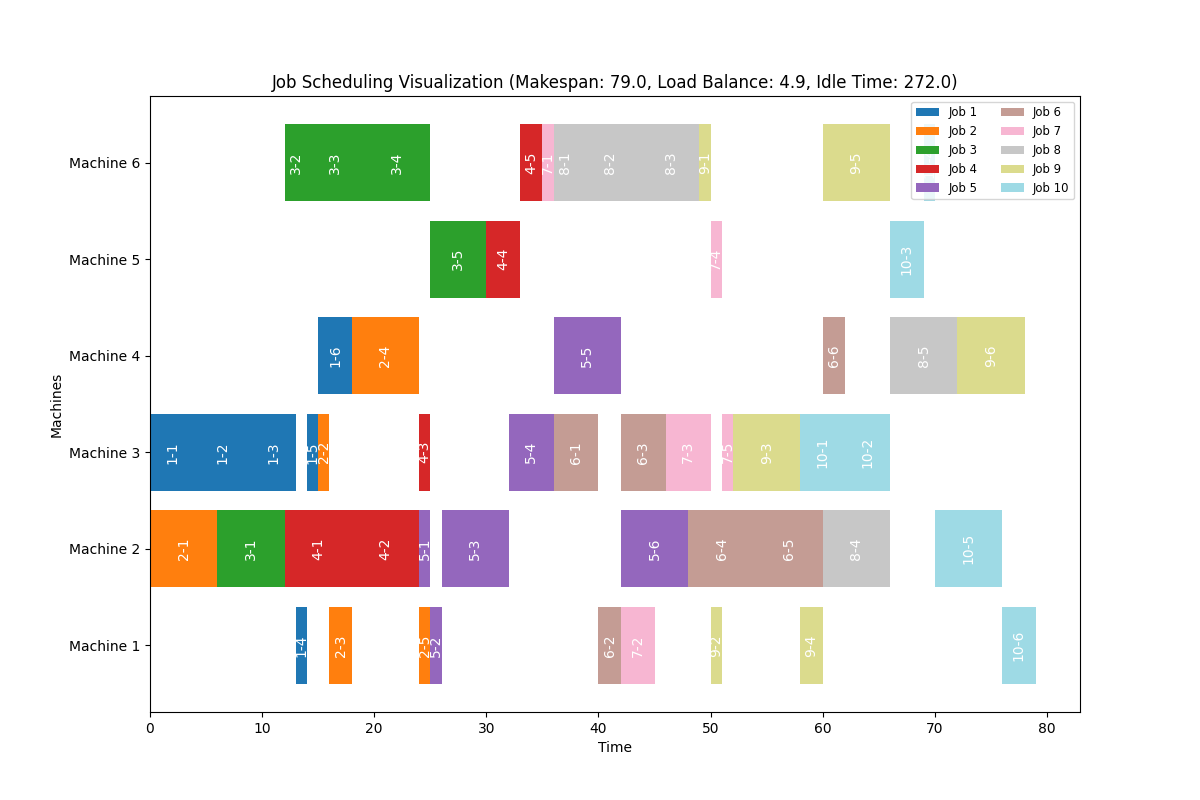 Job Scheduling Visualization (Makespan: 79.0, Load Balance: 4.9, Idle Time: 272.0)
Job 1 Job 6
Job 2 Job 7
Job 3 Job 8
Job 4 Job 9
Job 5 Job 10
Machine 6 3-2 3-3 3-4 4-5 7-1 8-1 8-2 8-3 9-1 9-5
Machine 5 3-5 4-4 7-4 10-3
Machine 4 1-6 2-4 5-5 6-6 8-5 9-6
Machine 3 1-1 1-2 1-3 1-5 2-2 4-3 5-4 6-1 6-3 7-3 7-5 9-3 10-1 10-2
Machine 2 2-1 3-1 4-1 4-2 5-1 5-3 5-6 6-4 6-5 8-4 10-5
Machine 1 1-4 2-3 2-5 5-2 6-2 7-2 9-2 9-4 10-6
Machines
0 10 20 30 40 50 60 70 80
Time